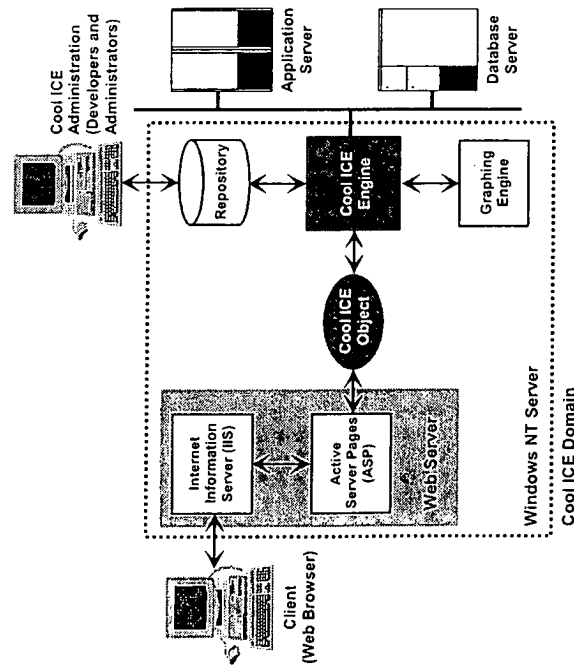 Cool ICE
Administration
(Developers and
Administrators)
Application
Server
Database
Server
Repository
Cool ICE
Engine
Graphing
Engine
Cool ICE
Object
Internet
Information
Server (IIS)
Active
Server Pages
(ASP)
Web Server
Windows NT Server
Cool ICE Domain
Client
(Web Browser)